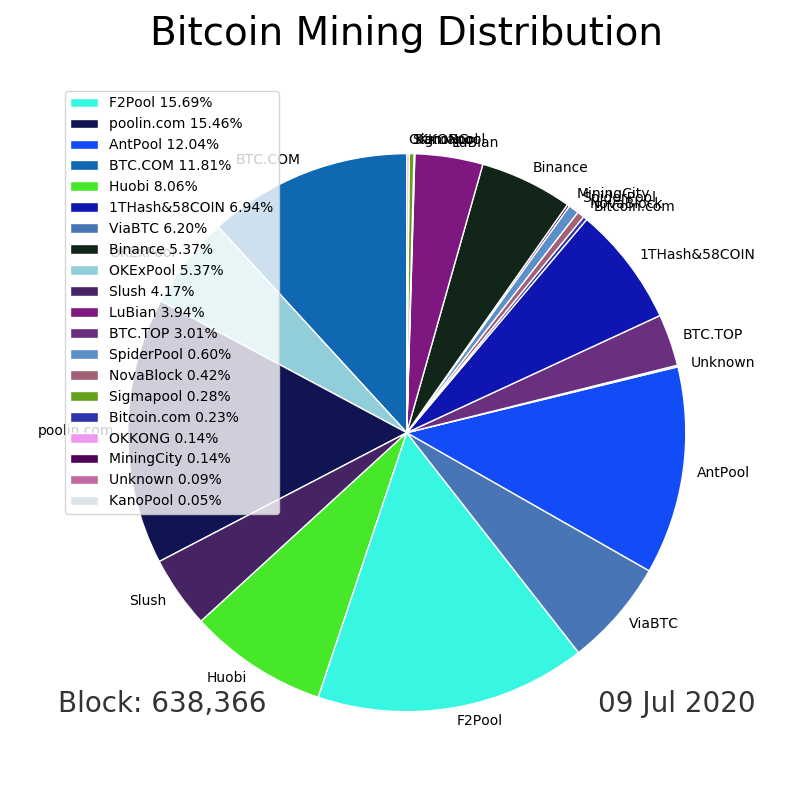 Bitcoin Mining Distribution
F2Pool 15.69%
poolin.com 15.46%
AntPool 12.04%
BTC.COM 11.81%
Huobi 8.06%
1THash&58COIN 6.94%
ViaBTC 6.20%
Binance 5.37%
OKExPool 5.37%
Slush 4.17%
LuBian 3.94%
BTC.TOP 3.01%
SpiderPool 0.60%
NovaBlock 0.42%
Sigmapool 0.28%
Bitcoin.com 0.23%
OKKONG 0.14%
MiningCity 0.14%
Unknown 0.09%
KanoPool 0.05%
OKKONG
LuBian
BTC.COM
Binance
MiningCity
SpiderPool
NovaBlock
Bitcoin.com
1THash&58COIN
OKExPool
BTC.TOP
Unknown
poolin.com
AntPool
Slush
ViaBTC
Huobi
F2Pool
Block: 638,366
09 Jul 2020